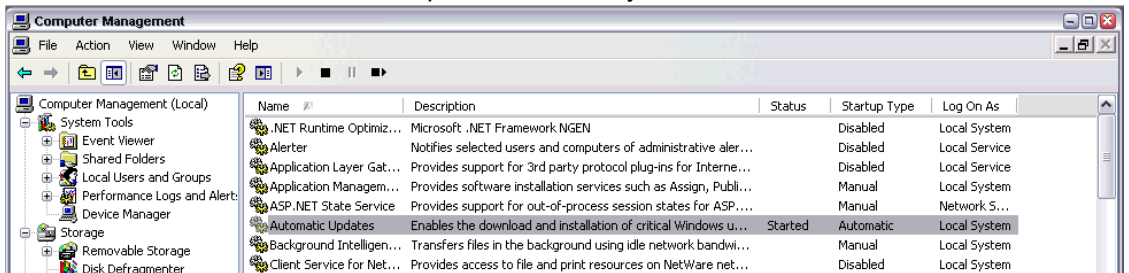 Computer Management
File Action View Window Help
Computer Management (Local)
System Tools
Event Viewer
Shared Folders
Local Users and Groups
Performance Logs and Alert:
Device Manager
Storage
Removable Storage
Disk Defragmenter
Name Description Status Startup Type Log On As
.NET Runtime Optimiz... Microsoft .NET Framework NGEN Disabled Local System
Alerter Notifies selected users and computers of administrative aler... Disabled Local Service
Application Layer Gat... Provides support for 3rd party protocol plug-ins for Interne... Disabled Local Service
Application Managem... Provides software installation services such as Assign, Publi... Manual Local System
ASP.NET State Service Provides support for out-of-process session states for ASP.... Manual Network S...
Automatic Updates Enables the download and installation of critical Windows u... Started Automatic Local System
Background Intelligen... Transfers files in the background using idle network bandwi... Manual Local System
Client Service for Net... Provides access to file and print resources on NetWare net... Disabled Local System